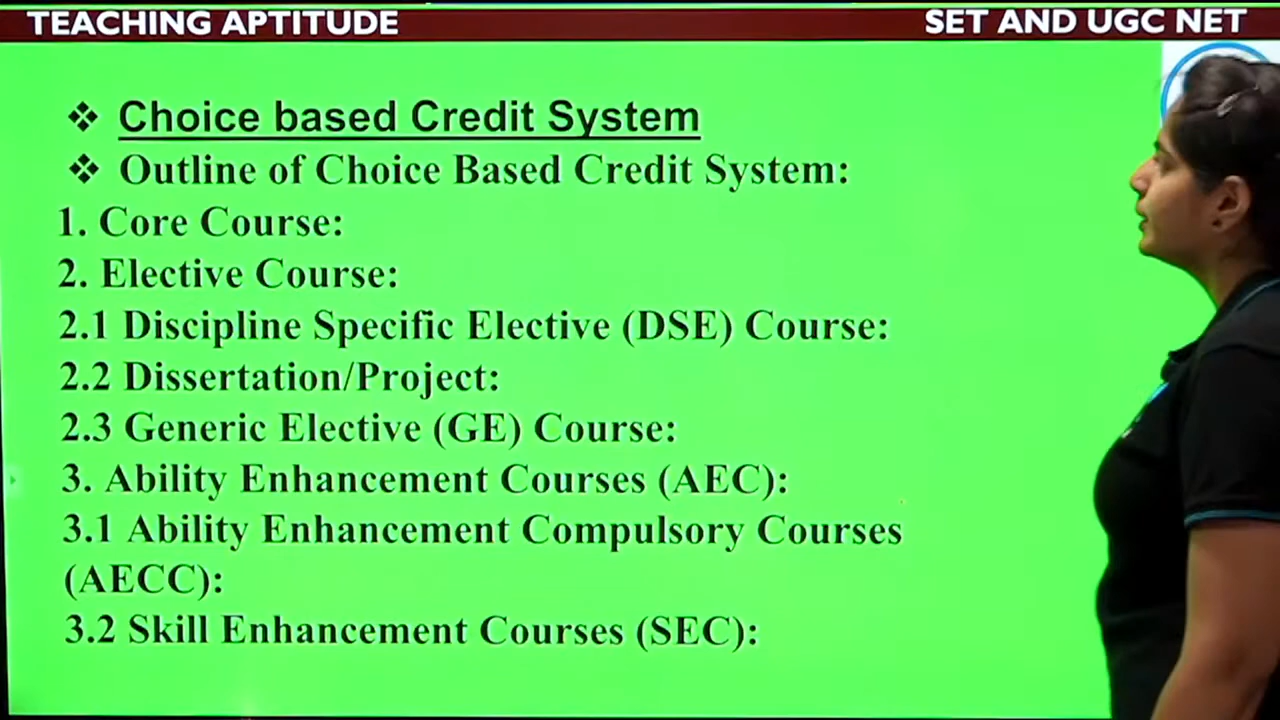 TEACHING APTITUDE
SET AND UGC NET
❖ Choice based Credit System
❖ Outline of Choice Based Credit System:
1. Core Course:
2. Elective Course:
2.1 Discipline Specific Elective (DSE) Course:
2.2 Dissertation/Project:
2.3 Generic Elective (GE) Course:
3. Ability Enhancement Courses (AEC):
3.1 Ability Enhancement Compulsory Courses
(AECC):
3.2 Skill Enhancement Courses (SEC):